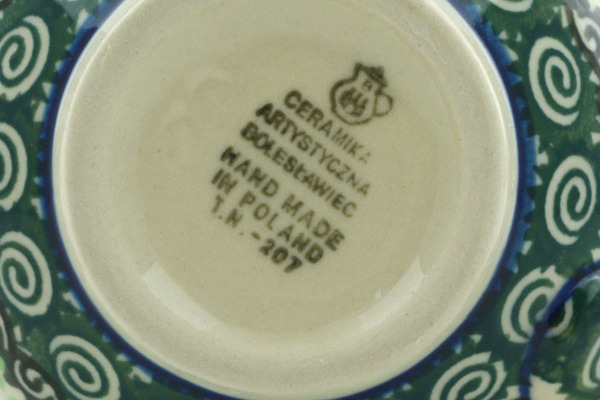 CERAMIKA
ARTYSTYCZNA
BOLESŁAWIEC
HAND MADE
IN POLAND
T.N.-207